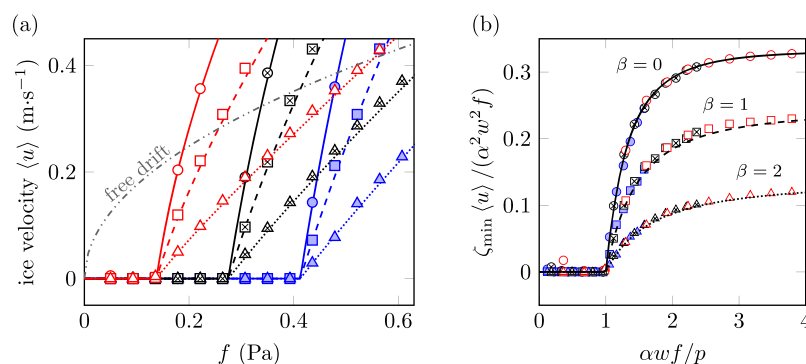 (a)
(b)
ice velocity ⟨u⟩ (m·s⁻¹)
0.4
0.2
0
free drift
0
0.2
0.4
0.6
f (Pa)
ζmin ⟨u⟩/(α²w²f)
0.3
0.2
0.1
0
β = 0
β = 1
β = 2
0
1
2
3
4
αwf/p